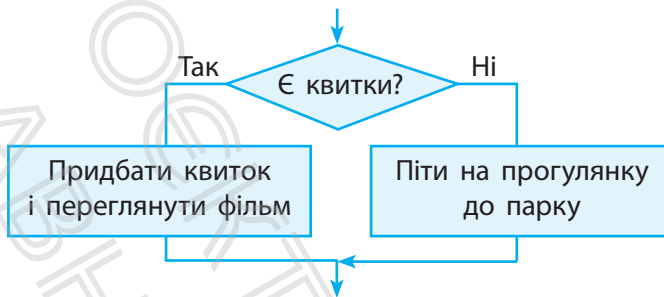 Є квитки?
Так
Ні
Придбати квиток
і переглянути фільм
Піти на прогулянку
до парку